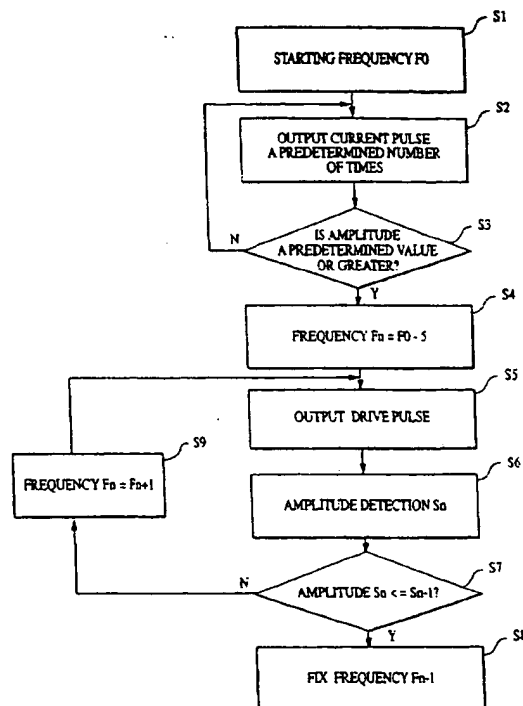 S1
STARTING FREQUENCY F0
S2
OUTPUT CURRENT PULSE
A PREDETERMINED NUMBER
OF TIMES
S3
IS AMPLITUDE
A PREDETERMINED VALUE
OR GREATER?
N
Y
S4
FREQUENCY Fn = F0 - 5
S5
OUTPUT DRIVE PULSE
S9
FREQUENCY Fn = Fn+1
S6
AMPLITUDE DETECTION Sn
S7
AMPLITUDE Sn <= Sn-1?
N
Y
S8
FIX FREQUENCY Fn-1